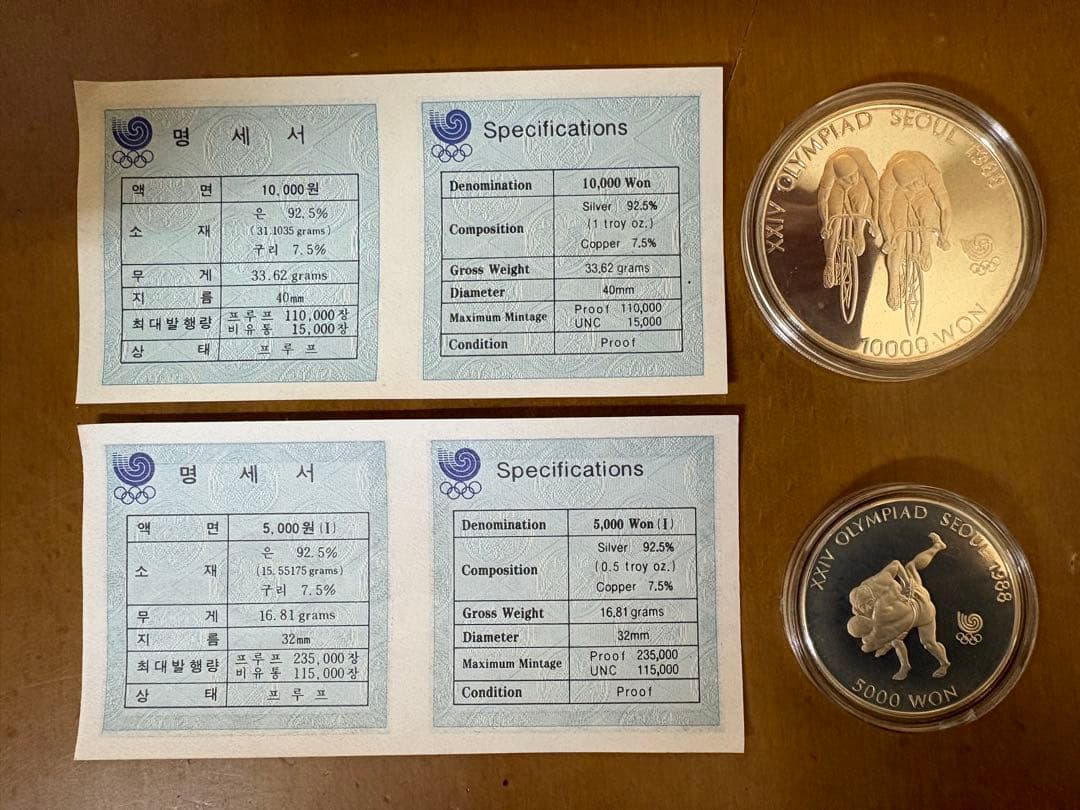 명 세 서
액 면 10,000원
소 재 은 92.5%
(31.1035 grams)
구리 7.5%
무 게 33.62 grams
지 름 40mm
최대발행량 프루프 110,000장
비유통 15,000장
상 태 프루프
Specifications
Denomination 10,000 Won
Composition Silver 92.5%
(1 troy oz.)
Copper 7.5%
Gross Weight 33.62 grams
Diameter 40mm
Maximum Mintage Proof 110,000
UNC 15,000
Condition Proof
XXIV OLYMPIAD SEOUL 1988
10000 WON
명 세 서
액 면 5,000원(I)
소 재 은 92.5%
(15.55175 grams)
구리 7.5%
무 게 16.81 grams
지 름 32mm
최대발행량 프루프 235,000장
비유통 115,000장
상 태 프루프
Specifications
Denomination 5,000 Won(I)
Composition Silver 92.5%
(0.5 troy oz.)
Copper 7.5%
Gross Weight 16.81 grams
Diameter 32mm
Maximum Mintage Proof 235,000
UNC 115,000
Condition Proof
XXIV OLYMPIAD SEOUL 1988
5000 WON